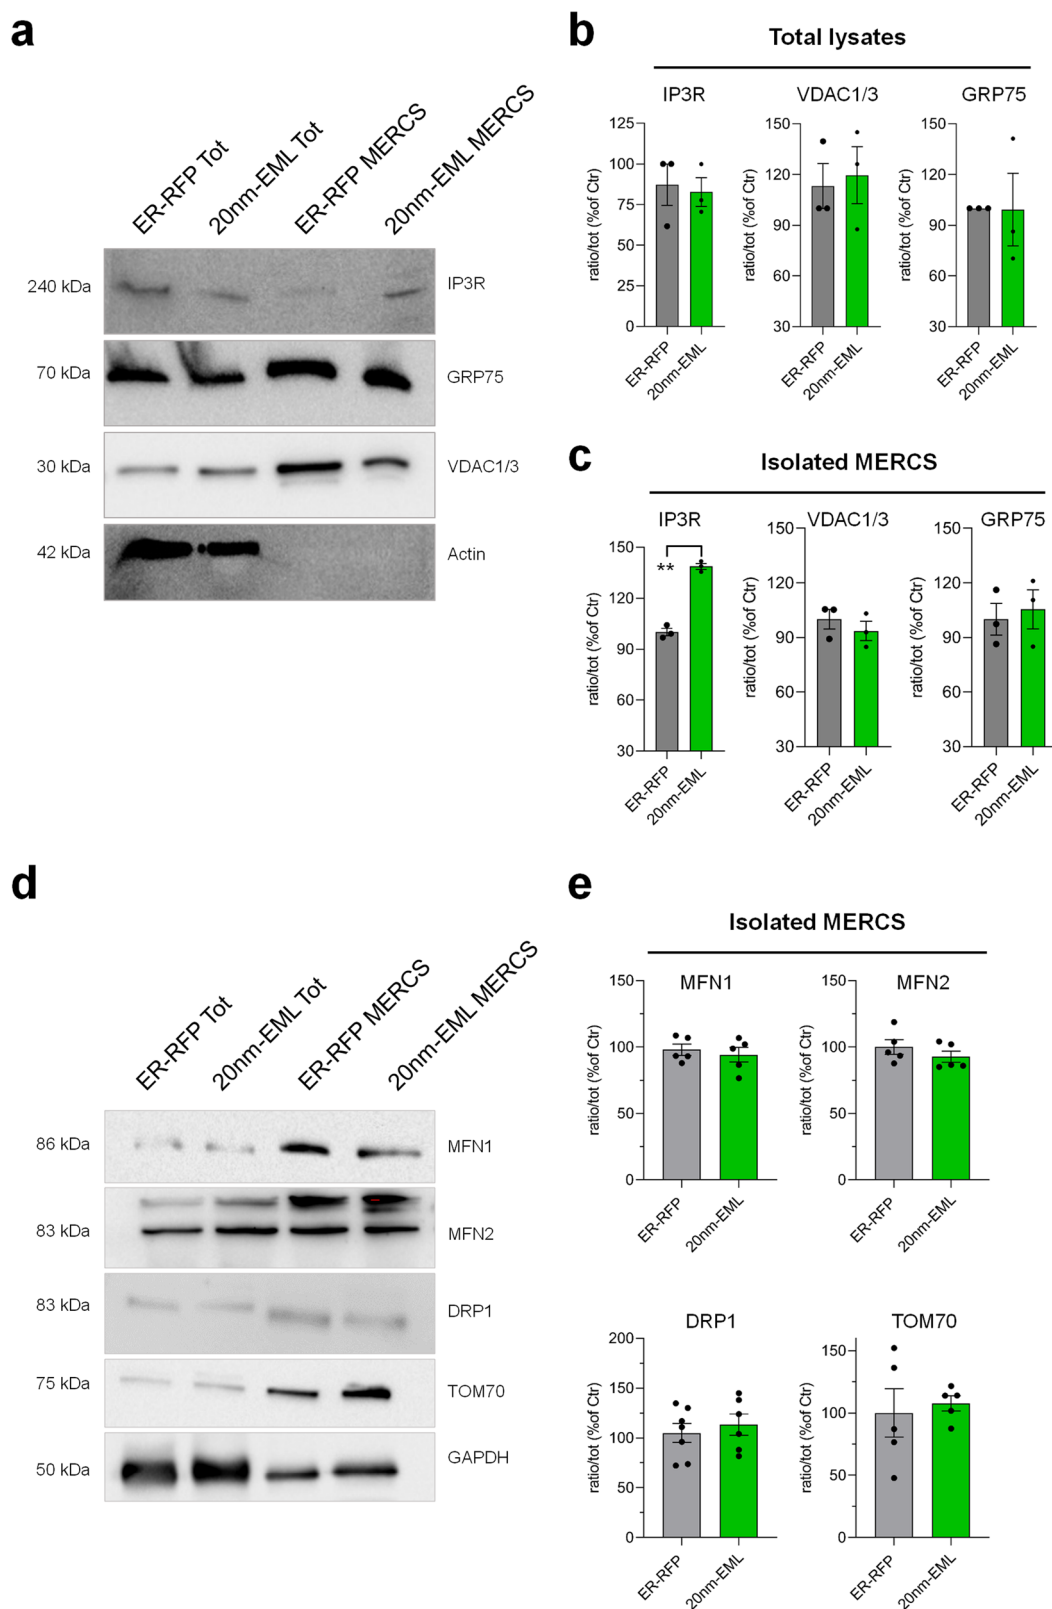 a
ER-RFP Tot
20nm-EML Tot
ER-RFP MERCS
20nm-EML MERCS
240 kDa
IP3R
70 kDa
GRP75
30 kDa
VDAC1/3
42 kDa
Actin
b
Total lysates
IP3R
VDAC1/3
GRP75
ratio/tot (%of Ctr)
125
100
75
50
25
0
ER-RFP
20nm-EML
ratio/tot (%of Ctr)
150
120
90
60
30
ER-RFP
20nm-EML
ratio/tot (%of Ctr)
150
120
90
60
30
ER-RFP
20nm-EML
c
Isolated MERCS
IP3R
VDAC1/3
GRP75
ratio/tot (%of Ctr)
150
120
90
60
30
**
ER-RFP
20nm-EML
ratio/tot (%of Ctr)
150
120
90
60
30
ER-RFP
20nm-EML
ratio/tot (%of Ctr)
150
120
90
60
30
ER-RFP
20nm-EML
d
ER-RFP Tot
20nm-EML Tot
ER-RFP MERCS
20nm-EML MERCS
86 kDa
MFN1
83 kDa
MFN2
83 kDa
DRP1
75 kDa
TOM70
50 kDa
GAPDH
e
Isolated MERCS
MFN1
MFN2
ratio/tot (%of Ctr)
150
100
50
0
ER-RFP
20nm-EML
ratio/tot (%of Ctr)
150
100
50
0
ER-RFP
20nm-EML
DRP1
TOM70
ratio/tot (%of Ctr)
200
150
100
50
0
ER-RFP
20nm-EML
ratio/tot (%of Ctr)
150
100
50
0
ER-RFP
20nm-EML